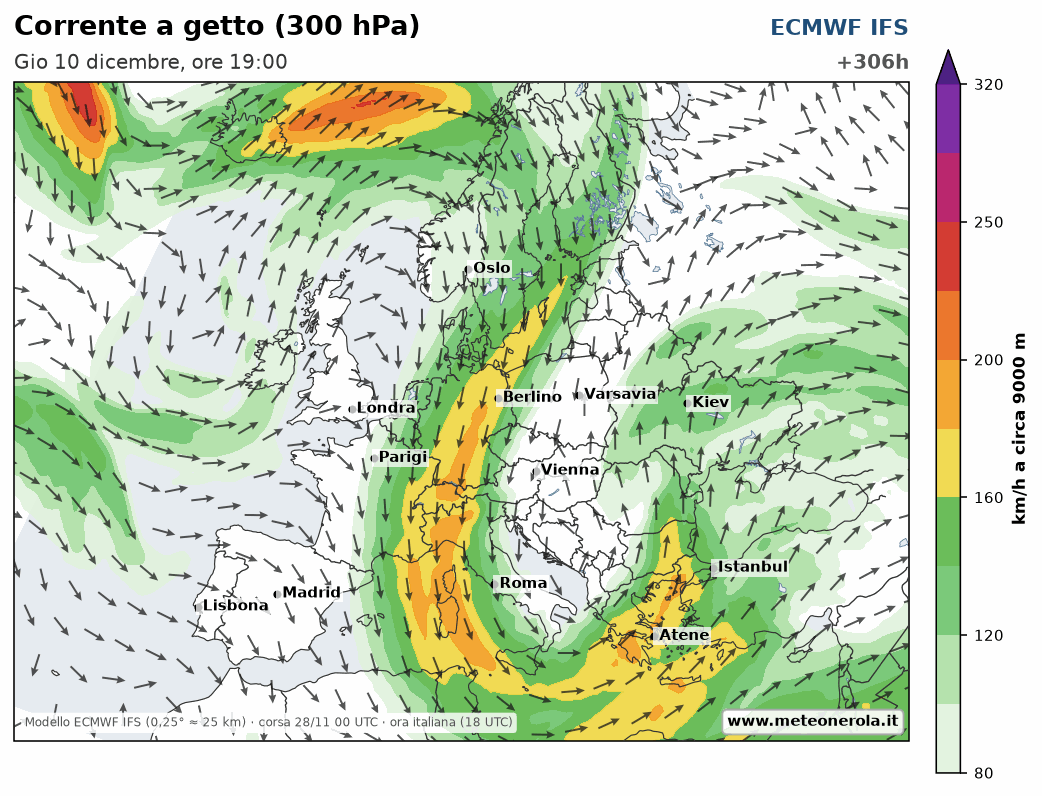 Corrente a getto (300 hPa)
ECMWF IFS
Gio 10 dicembre, ore 19:00
+306h
320
250
200
160
120
80
km/h a circa 9000 m
Oslo
Berlino
Varsavia
Kiev
Londra
Parigi
Vienna
Istanbul
Roma
Madrid
Lisbona
Atene
Modello ECMWF IFS (0,25° ≈ 25 km) · corsa 28/11 00 UTC · ora italiana (18 UTC)
www.meteonerola.it